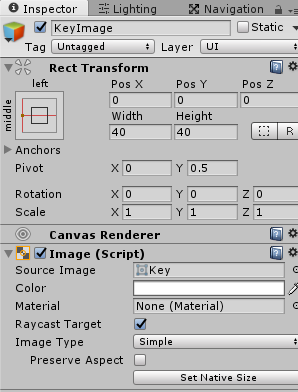 Inspector Lighting Navigation
KeyImage Static
Tag Untagged Layer UI
Rect Transform
left Pos X Pos Y Pos Z
0 0 0
middle Width Height
40 40 R
Anchors
Pivot X 0 Y 0.5
Rotation X 0 Y 0 Z 0
Scale X 1 Y 1 Z 1
Canvas Renderer
Image (Script)
Source Image Key
Color
Material None (Material)
Raycast Target
Image Type Simple
Preserve Aspect
Set Native Size